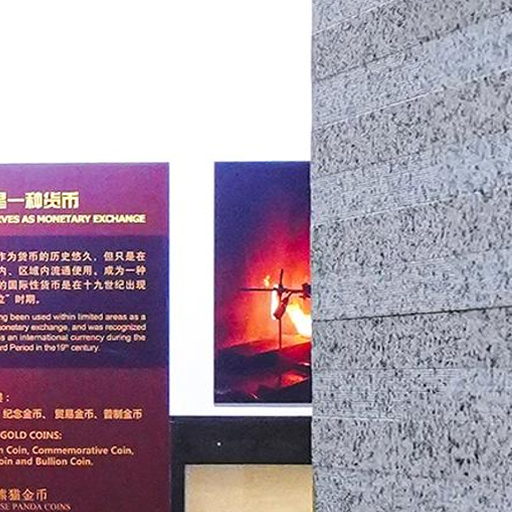 是一种货币
VES AS MONETARY EXCHANGE
作为货币的历史悠久，但只是在
内、区域内流通使用。成为一种
的国际性货币是在十九世纪出现
位”时期。
ng been used within limited areas as a
onetary exchange, and was recognized
s an international currency during the
rd Period in the 19th century.
：
纪念金币、贸易金币、普制金币
GOLD COINS:
n Coin, Commemorative Coin,
oin and Bullion Coin.
熊猫金币
SE PANDA COINS